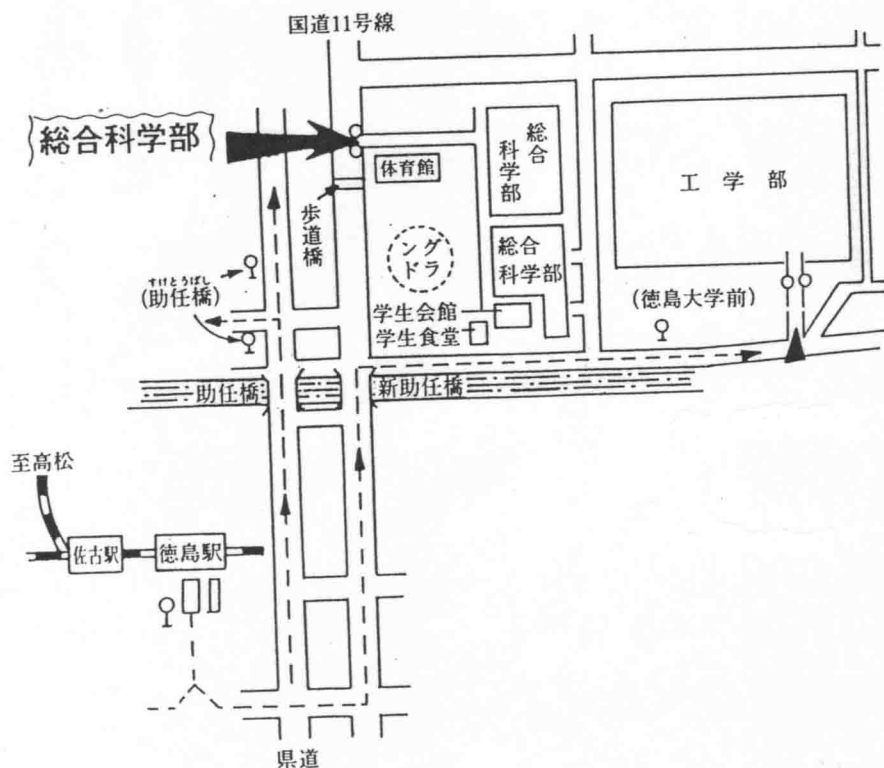 国道11号線
総合科学部
体育館
総合
科学部
工学部
歩道橋
グラ
ンド
総合
科学部
すけとうばし
(助任橋)
(徳島大学前)
学生会館
学生食堂
助任橋
新助任橋
至高松
佐古駅
徳島駅
県道